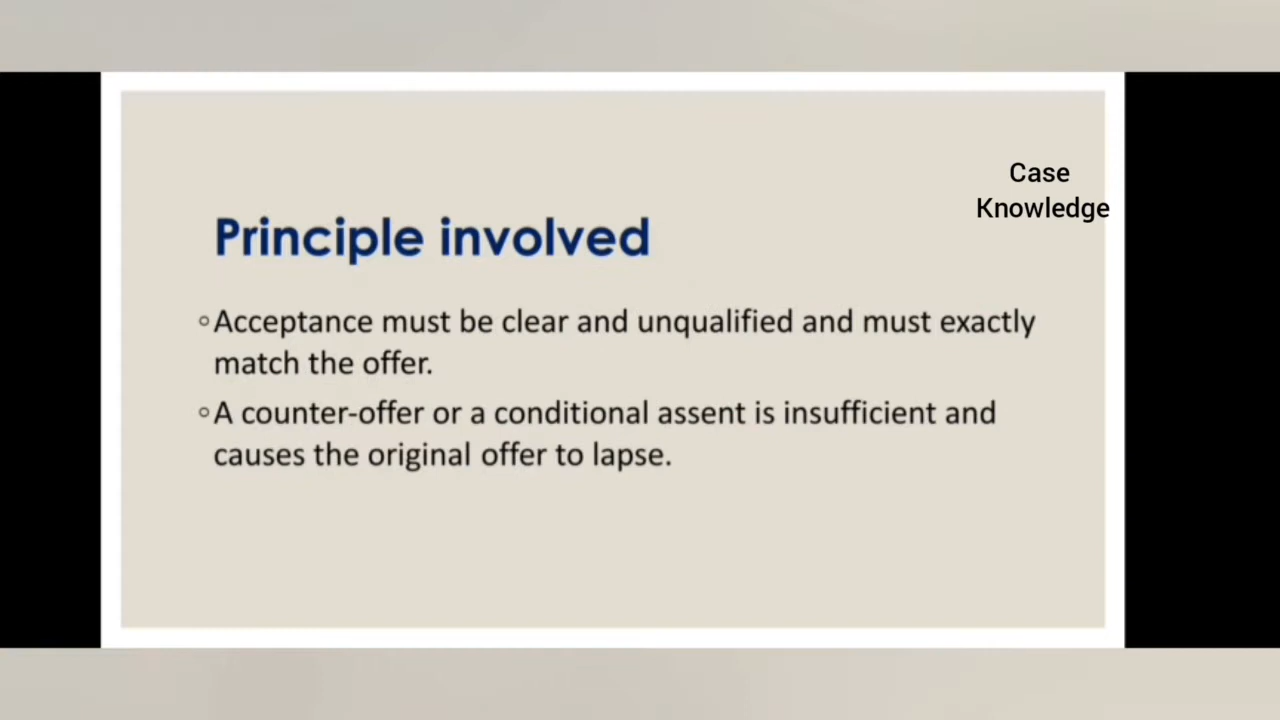 Case
Knowledge
Principle involved
◦Acceptance must be clear and unqualified and must exactly
match the offer.
◦A counter-offer or a conditional assent is insufficient and
causes the original offer to lapse.